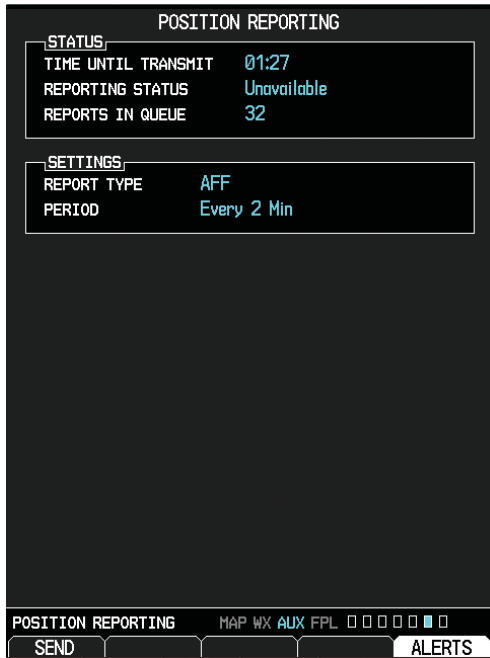 POSITION REPORTING
STATUS
TIME UNTIL TRANSMIT 01:27
REPORTING STATUS Unavailable
REPORTS IN QUEUE 32
SETTINGS
REPORT TYPE AFF
PERIOD Every 2 Min
POSITION REPORTING MAP WX AUX FPL
SEND ALERTS